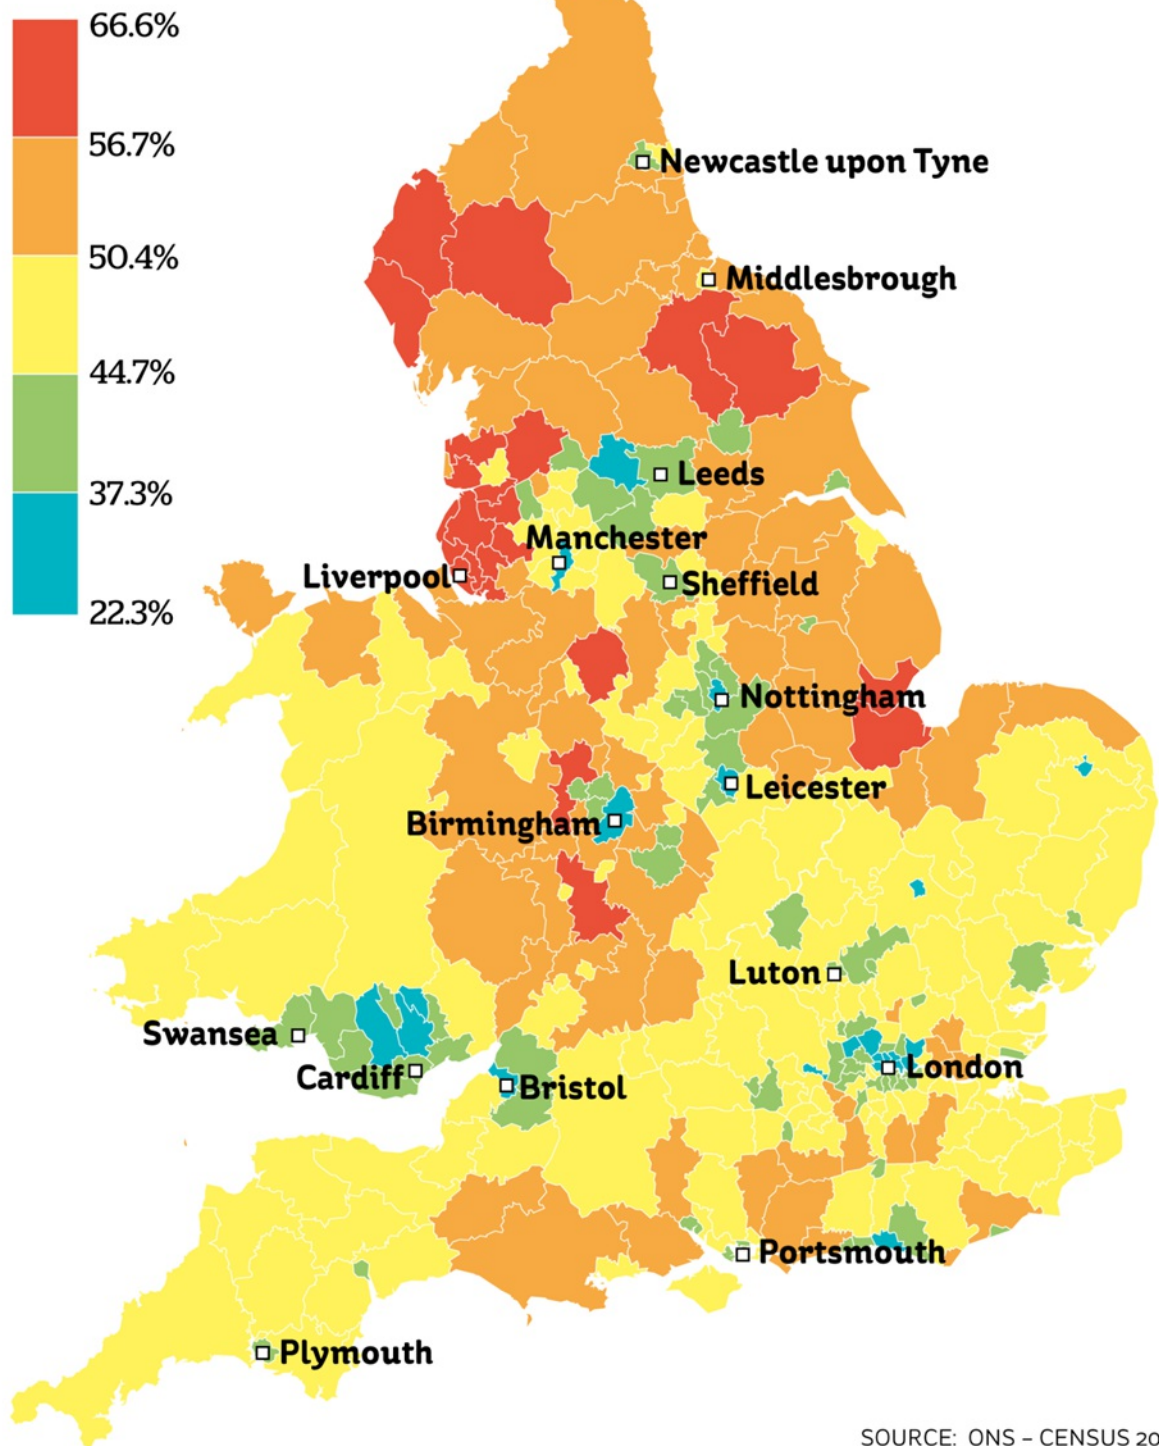 66.6%
56.7%
50.4%
44.7%
37.3%
22.3%
Newcastle upon Tyne
Middlesbrough
Leeds
Manchester
Liverpool
Sheffield
Nottingham
Leicester
Birmingham
Luton
Swansea
Cardiff
Bristol
London
Portsmouth
Plymouth
SOURCE: ONS – CENSUS 20